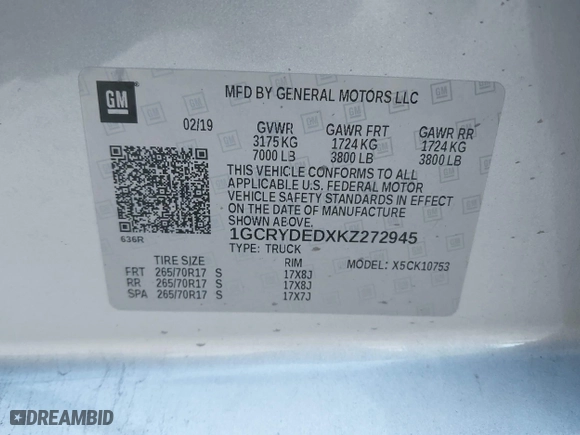 GM
MFD BY GENERAL MOTORS LLC
02/19 GVWR GAWR FRT GAWR RR
3175 KG 1724 KG 1724 KG
7000 LB 3800 LB 3800 LB
THIS VEHICLE CONFORMS TO ALL
APPLICABLE U.S. FEDERAL MOTOR
VEHICLE SAFETY STANDARDS IN EFFECT
ON THE DATE OF MANUFACTURE
SHOWN ABOVE.
636R
1GCRYDEDXKZ272945
TYPE: TRUCK
TIRE SIZE RIM MODEL: X5CK10753
FRT 265/70R17 S 17X8J
RR 265/70R17 S 17X8J
SPA 265/70R17 S 17X7J
DREAMBID